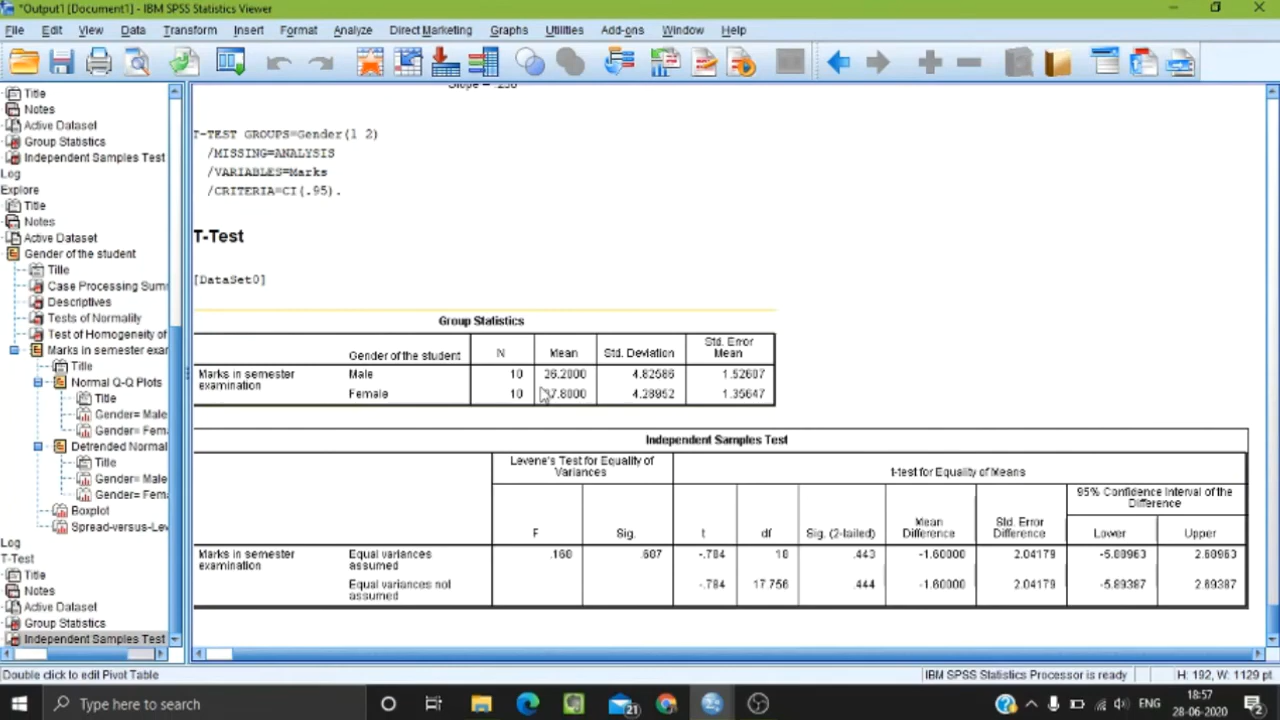 *Output1 [Document1] - IBM SPSS Statistics Viewer
File Edit View Data Transform Insert Format Analyze Direct Marketing Graphs Utilities Add-ons Window Help
Title
Notes
Active Dataset
Group Statistics
Independent Samples Test
Log
Explore
Title
Notes
Active Dataset
Gender of the student
Title
Case Processing Sum
Descriptives
Tests of Normality
Test of Homogeneity of
Marks in semester exar
Title
Normal Q-Q Plots
Title
Gender= Male
Gender= Fem
Detrended Normal
Title
Gender= Male
Gender= Fem
Boxplot
Spread-versus-Lev
Log
T-Test
Title
Notes
Active Dataset
Group Statistics
Independent Samples Test
T-TEST GROUPS=Gender(1 2)
/MISSING=ANALYSIS
/VARIABLES=Marks
/CRITERIA=CI(.95).
T-Test
[DataSet0]
Group Statistics
Gender of the student N Mean Std. Deviation Std. Error Mean
Marks in semester examination Male 10 26.2000 4.82586 1.52607
Female 10 4.28952 1.35647
Independent Samples Test
Levene's Test for Equality of Variances t-test for Equality of Means
95% Confidence Interval of the Difference
F Sig. t df Sig. (2-tailed) Mean Difference Std. Error Difference Lower Upper
Marks in semester examination Equal variances assumed -.784 18 .443 -1.60000 2.04179 -5.88963 2.68963
Equal variances not assumed -.784 17.756 .444 -1.60000 2.04179 -5.89387 2.69387
Double click to edit Pivot Table IBM SPSS Statistics Processor is ready H: 192, W: 1129 pt
Type here to search 21 ENG 18:57 28-06-2020 2